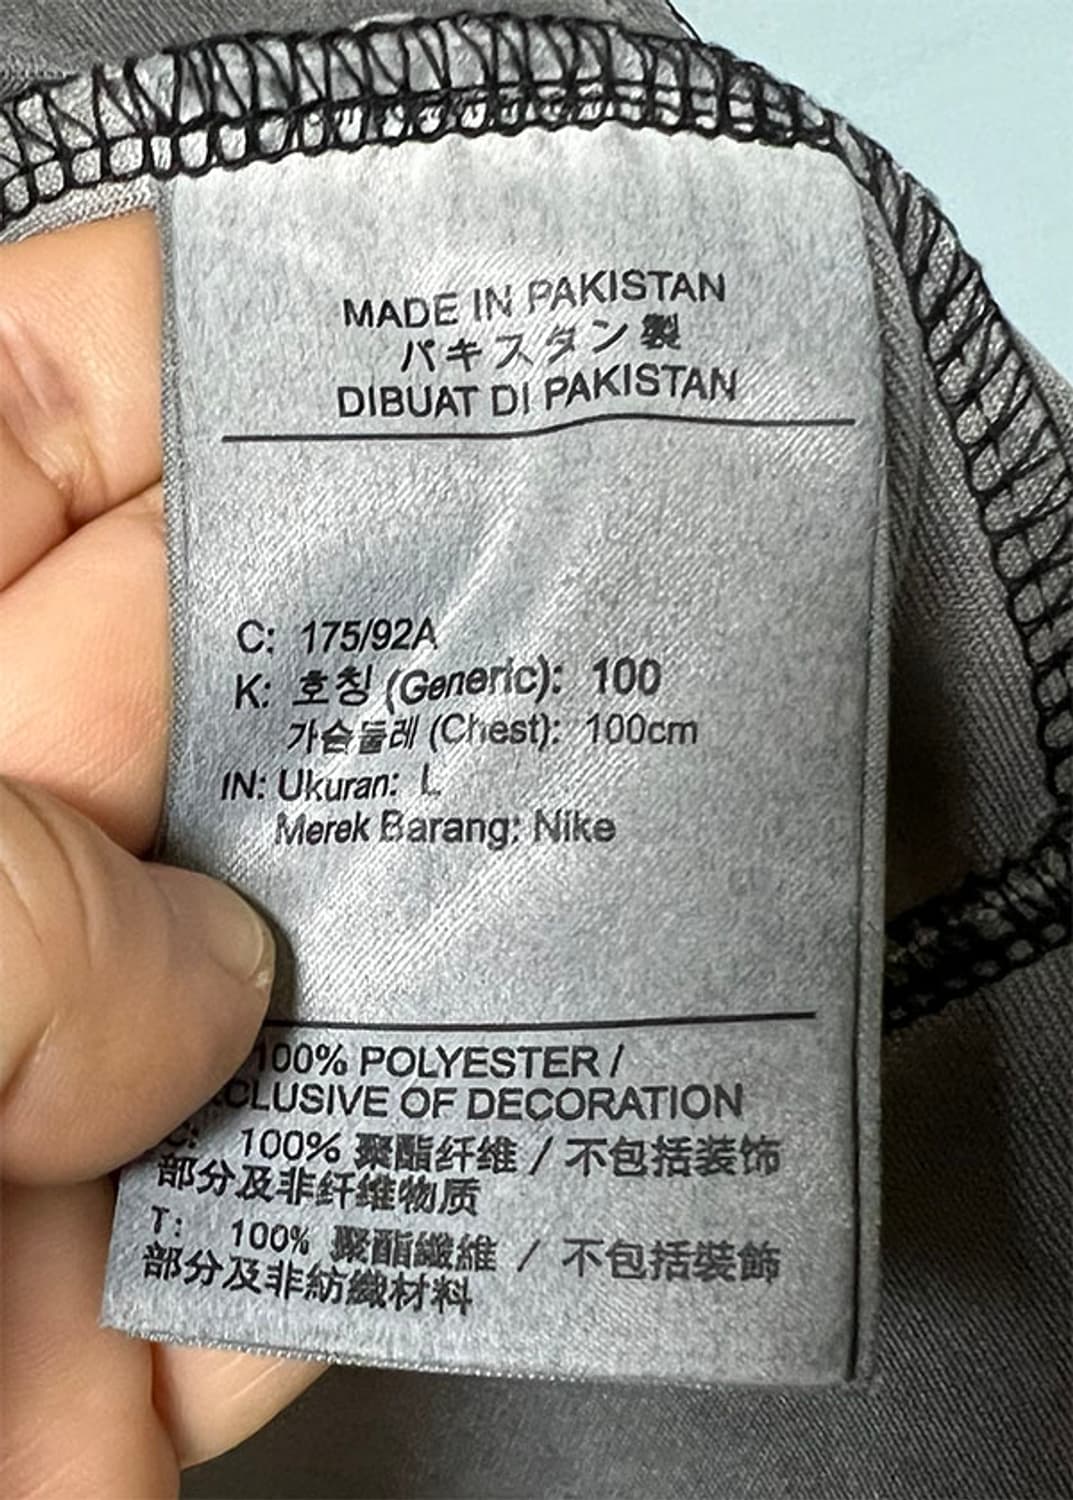 MADE IN PAKISTAN
パキスタン製
DIBUAT DI PAKISTAN
C: 175/92A
K: 호칭 (Generic): 100
가슴둘레 (Chest): 100cm
IN: Ukuran: L
Merek Barang: Nike
100% POLYESTER /
CLUSIVE OF DECORATION
C: 100% 聚酯纤维 / 不包括装饰
部分及非纤维物质
T: 100% 聚酯纖維 / 不包括裝飾
部分及非紡織材料